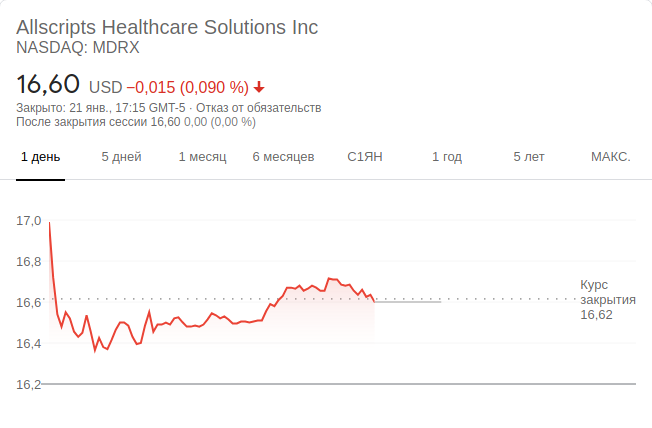 Allscripts Healthcare Solutions Inc
NASDAQ: MDRX
16,60 USD −0,015 (0,090 %)
Закрыто: 21 янв., 17:15 GMT-5 · Отказ от обязательств
После закрытия сессии 16,60 0,00 (0,00 %)
1 день 5 дней 1 месяц 6 месяцев С1ЯН 1 год 5 лет МАКС.
17,0
16,8
16,6
16,4
16,2
Курс
закрытия
16,62